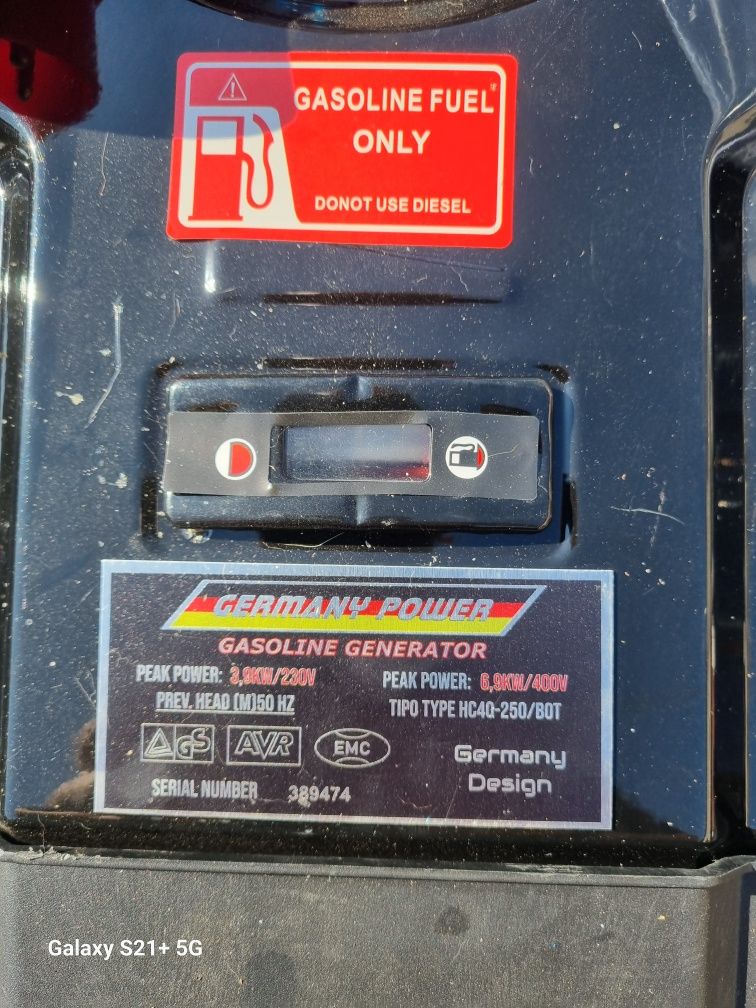 GASOLINE FUEL
ONLY
DONOT USE DIESEL
GERMANY POWER
GASOLINE GENERATOR
PEAK POWER: 3,9KW/230V
PREV. HEAD (M)50 HZ
PEAK POWER: 6,9KW/400V
TIPO TYPE HC4Q-250/BOT
GS AVR EMC
Germany
Design
SERIAL NUMBER 389474
Galaxy S21+ 5G